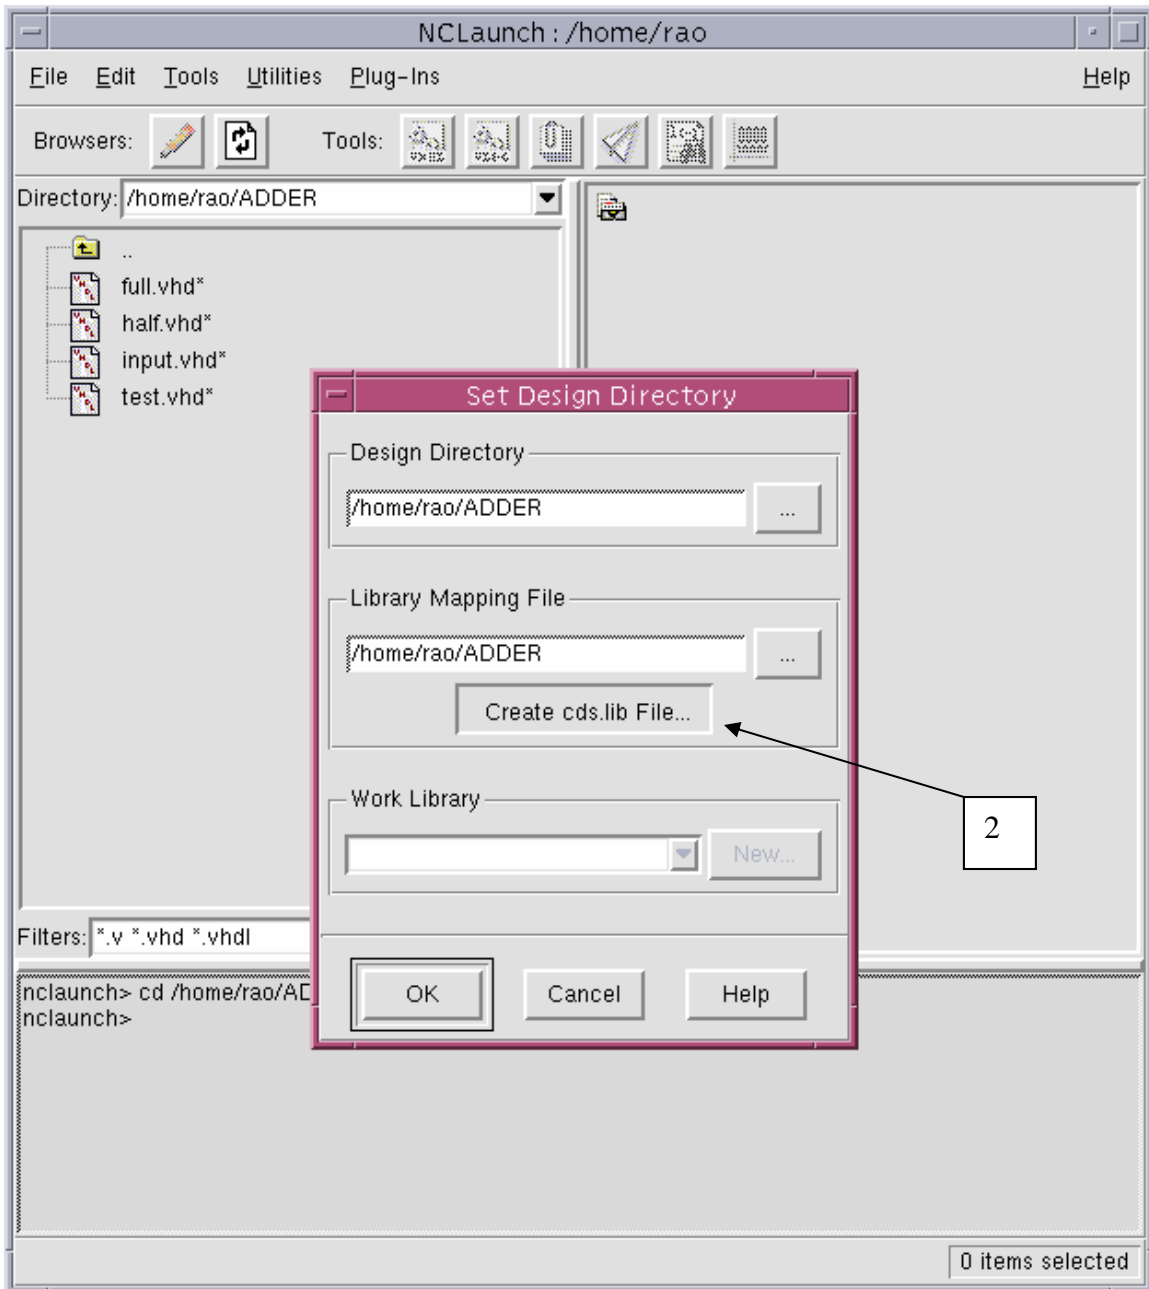 NCLaunch : /home/rao
File Edit Tools Utilities Plug-Ins Help
Browsers: Tools:
Directory: /home/rao/ADDER
..
full.vhd*
half.vhd*
input.vhd*
test.vhd*
Set Design Directory
Design Directory
/home/rao/ADDER ...
Library Mapping File
/home/rao/ADDER ...
Create cds.lib File...
Work Library
New...
2
Filters: *.v *.vhd *.vhdl
OK Cancel Help
nclaunch> cd /home/rao/AD
nclaunch>
0 items selected